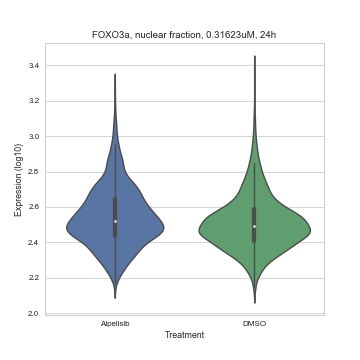 FOXO3a, nuclear fraction, 0.31623uM, 24h
3.4
3.2
3.0
2.8
2.6
2.4
2.2
2.0
Expression (log10)
Alpelisib
DMSO
Treatment